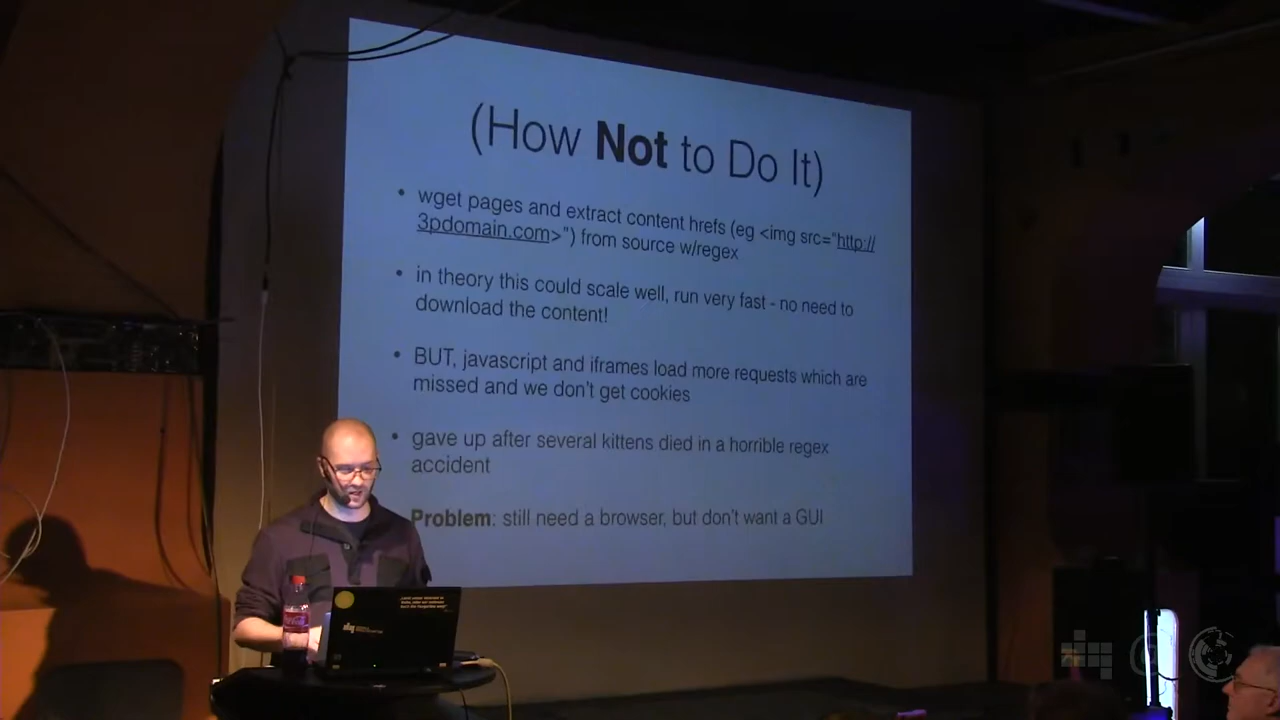 (How Not to Do It)
• wget pages and extract content hrefs (eg <img src="http://
3pdomain.com>") from source w/regex
• in theory this could scale well, run very fast - no need to
download the content!
• BUT, javascript and iframes load more requests which are
missed and we don't get cookies
• gave up after several kittens died in a horrible regex
accident
Problem: still need a browser, but don't want a GUI